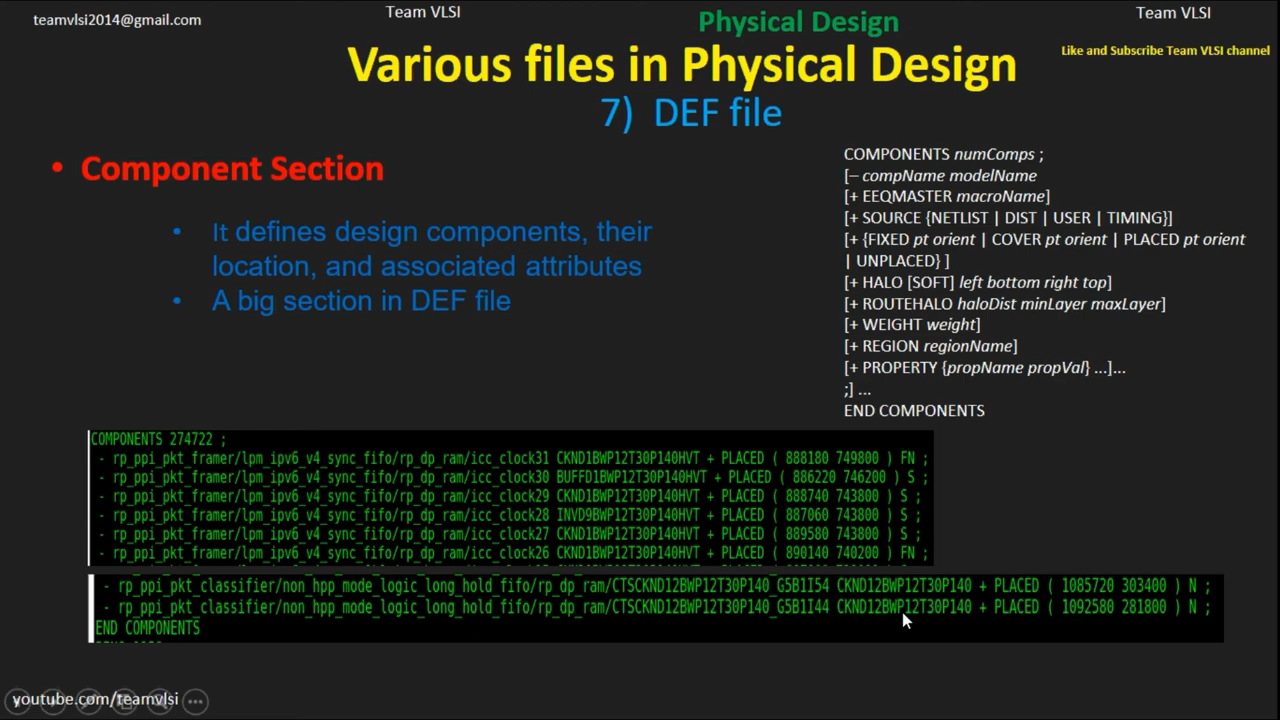 teamvlsi2014@gmail.com
Team VLSI
Physical Design
Team VLSI
Various files in Physical Design
Like and Subscribe Team VLSI channel
7) DEF file
• Component Section
• It defines design components, their
location, and associated attributes
• A big section in DEF file
COMPONENTS numComps ;
[– compName modelName
[+ EEQMASTER macroName]
[+ SOURCE {NETLIST | DIST | USER | TIMING}]
[+ {FIXED pt orient | COVER pt orient | PLACED pt orient
| UNPLACED} ]
[+ HALO [SOFT] left bottom right top]
[+ ROUTEHALO haloDist minLayer maxLayer]
[+ WEIGHT weight]
[+ REGION regionName]
[+ PROPERTY {propName propVal} ...]...
;] ...
END COMPONENTS
COMPONENTS 274722 ;
- rp_ppi_pkt_framer/lpm_ipv6_v4_sync_fifo/rp_dp_ram/icc_clock31 CKND1BWP12T30P140HVT + PLACED ( 888180 749800 ) FN ;
- rp_ppi_pkt_framer/lpm_ipv6_v4_sync_fifo/rp_dp_ram/icc_clock30 BUFFD1BWP12T30P140HVT + PLACED ( 886220 746200 ) S ;
- rp_ppi_pkt_framer/lpm_ipv6_v4_sync_fifo/rp_dp_ram/icc_clock29 CKND1BWP12T30P140HVT + PLACED ( 888740 743800 ) S ;
- rp_ppi_pkt_framer/lpm_ipv6_v4_sync_fifo/rp_dp_ram/icc_clock28 INVD9BWP12T30P140HVT + PLACED ( 887060 743800 ) S ;
- rp_ppi_pkt_framer/lpm_ipv6_v4_sync_fifo/rp_dp_ram/icc_clock27 CKND1BWP12T30P140HVT + PLACED ( 889580 743800 ) S ;
- rp_ppi_pkt_framer/lpm_ipv6_v4_sync_fifo/rp_dp_ram/icc_clock26 CKND1BWP12T30P140HVT + PLACED ( 890140 740200 ) FN ;
- rp_ppi_pkt_classifier/non_hpp_mode_logic_long_hold_fifo/rp_dp_ram/CTSCKND12BWP12T30P140_G5B1I54 CKND12BWP12T30P140 + PLACED ( 1085720 303400 ) N ;
- rp_ppi_pkt_classifier/non_hpp_mode_logic_long_hold_fifo/rp_dp_ram/CTSCKND12BWP12T30P140_G5B1I44 CKND12BWP12T30P140 + PLACED ( 1092580 281800 ) N ;
END COMPONENTS
youtube.com/teamvlsi